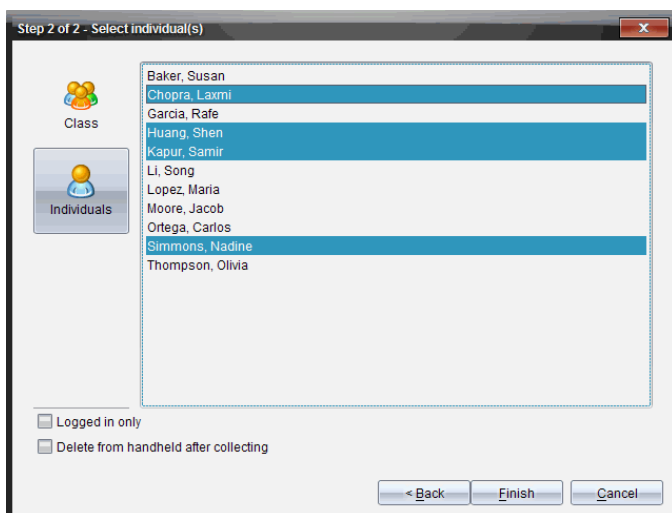 Step 2 of 2 - Select individual(s)
Class
Individuals
Baker, Susan
Chopra, Laxmi
Garcia, Rafe
Huang, Shen
Kapur, Samir
Li, Song
Lopez, Maria
Moore, Jacob
Ortega, Carlos
Simmons, Nadine
Thompson, Olivia
Logged in only
Delete from handheld after collecting
< Back
Finish
Cancel